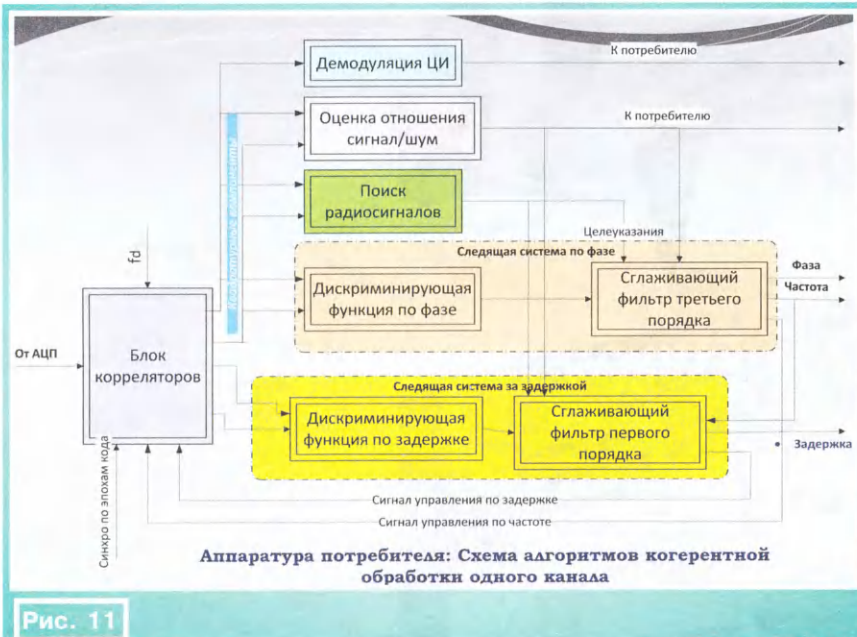 Демодуляция ЦИ
К потребителю
Оценка отношения
сигнал/шум
К потребителю
Квадратурные компоненты
Поиск
радиосигналов
Целеуказания
Следящая система по фазе
fd
Дискриминирующая
функция по фазе
Сглаживающий
фильтр третьего
порядка
Фаза
Частота
От АЦП
Блок
корреляторов
Следящая система за задержкой
Дискриминирующая
функция по задержке
Сглаживающий
фильтр первого
порядка
Задержка
Синхро по эпохам кода
Сигнал управления по задержке
Сигнал управления по частоте
Аппаратура потребителя: Схема алгоритмов когерентной
обработки одного канала
Рис. 11